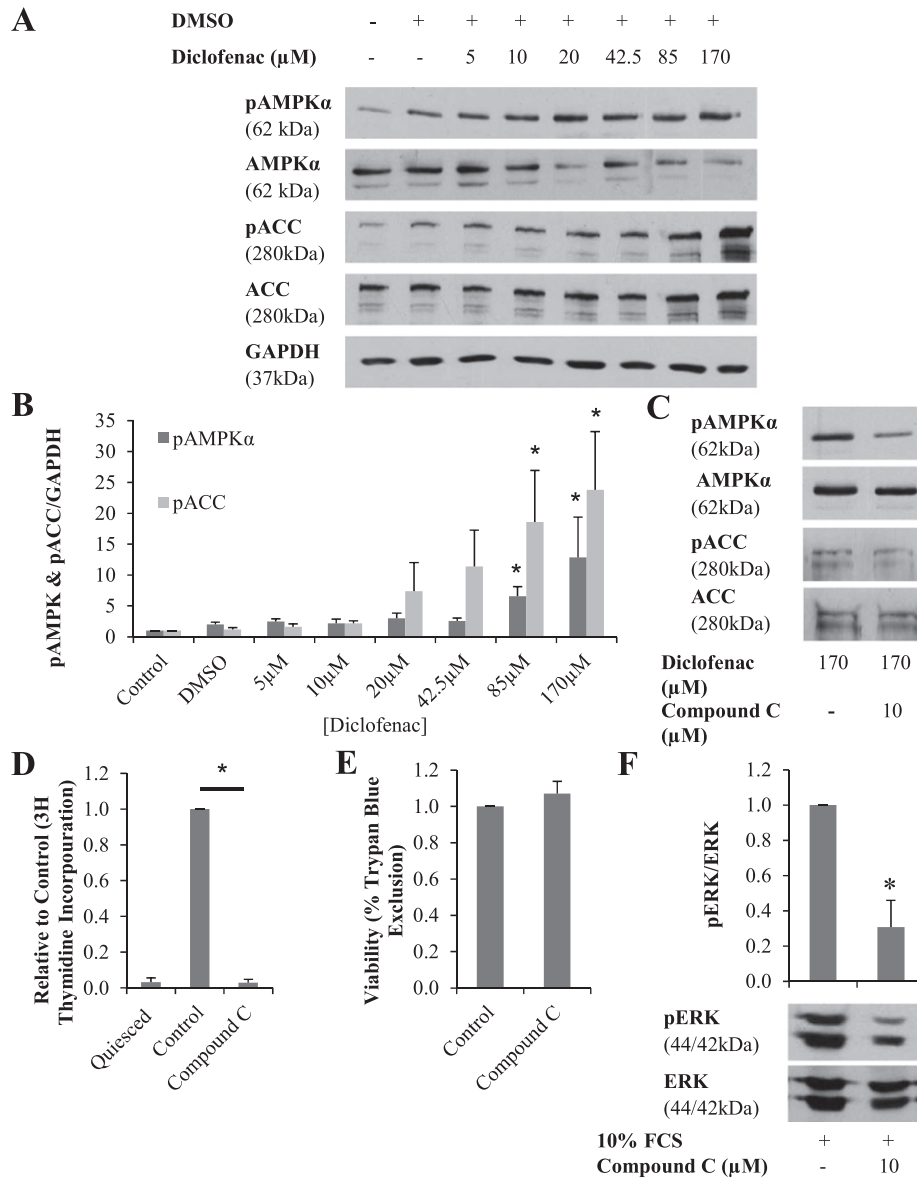 A
DMSO - + + + + + + +
Diclofenac (µM) - - 5 10 20 42.5 85 170
pAMPKα
(62 kDa)
AMPKα
(62 kDa)
pACC
(280kDa)
ACC
(280kDa)
GAPDH
(37kDa)
B
pAMPK & pACC/GAPDH
35
30
25
20
15
10
5
0
pAMPKα
pACC
* * * *
Control DMSO 5µM 10µM 20µM 42.5µM 85µM 170µM
[Diclofenac]
C
pAMPKα
(62kDa)
AMPKα
(62kDa)
pACC
(280kDa)
ACC
(280kDa)
Diclofenac 170 170
(µM)
Compound C - 10
(µM)
D
Relative to Control (3H
Thymidine Incorpouration)
1.2
1.0
0.8
0.6
0.4
0.2
0.0
*
Quiesced Control Compound C
E
Viability (% Trypan Blue
Exclusion)
1.2
1.0
0.8
0.6
0.4
0.2
0.0
Control Compound C
F
pERK/ERK
1.2
1.0
0.8
0.6
0.4
0.2
0.0
*
pERK
(44/42kDa)
ERK
(44/42kDa)
10% FCS + +
Compound C (µM) - 10